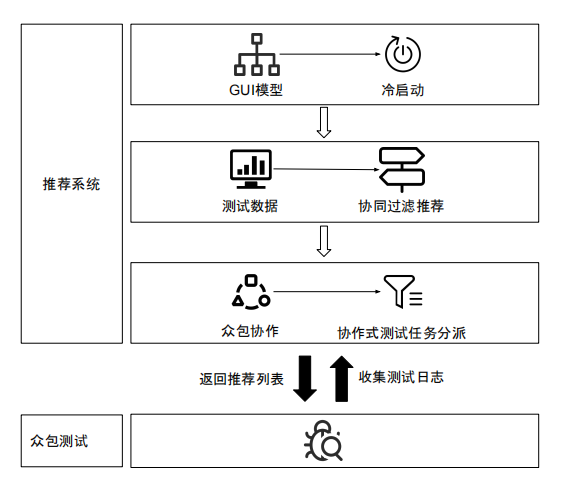 GUI模型
冷启动
推荐系统
测试数据
协同过滤推荐
众包协作
协作式测试任务分派
返回推荐列表
收集测试日志
众包测试